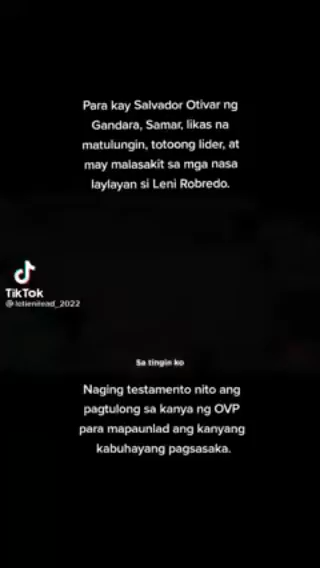 Para kay Salvador Otivar ng
Gandara, Samar, likas na
matulungin, totoong lider, at
may malasakit sa mga nasa
laylayan si Leni Robredo.
TikTok
Sa tingin ko
Naging testamento nito ang
pagtulong sa kanya ng OVP
para mapaunlad ang kanyang
kabuhayang pagsasaka.